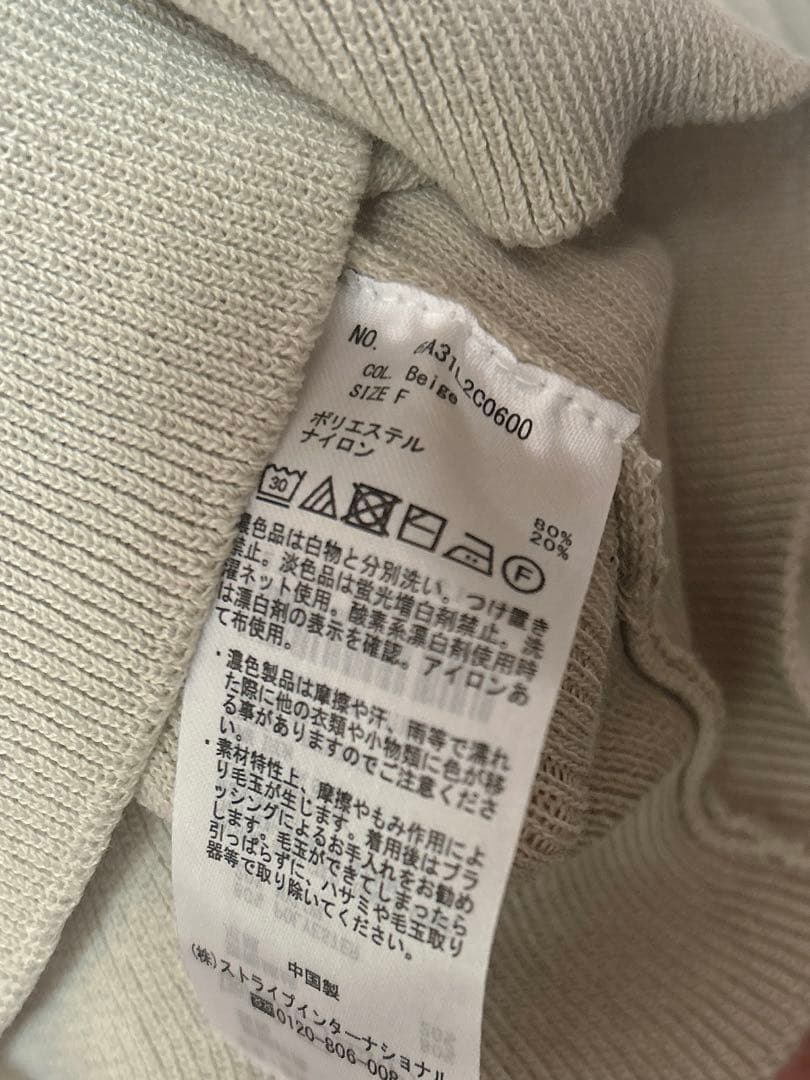 NO. A31L2C0600
COL. Beige
SIZE F
ポリエステル 80%
ナイロン 20%
30
F
濃色品は白物と分別洗い。つけ置き
禁止。淡色品は蛍光増白剤禁止。洗
濯ネット使用。酸素系漂白剤使用時
は漂白剤の表示を確認。アイロンあ
て布使用。
・濃色製品は摩擦や汗、雨等で濡れ
た際に他の衣類や小物類に色が移
る事がありますのでご注意くださ
い。
・素材特性上、摩擦やもみ作用によ
り毛玉が生じます。着用後はブラ
ッシングによるお手入れをお勧め
します。毛玉ができてしまったら
引っぱらずに、ハサミや毛玉取り
器等で取り除いてください。
中国製
(株)ストライプインターナショナル
0120-806-008